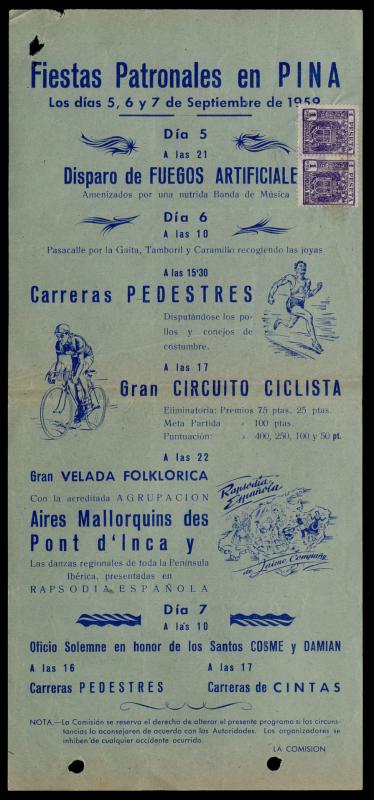 Fiestas Patronales en PINA
Los días 5, 6 y 7 de Septiembre de 1959
Día 5
A las 21
Disparo de FUEGOS ARTIFICIALE
Amenizados por una nutrida Banda de Música
1 PESETA 1
1 PESETA 1
Día 6
A las 10
Pasacalle por la Gaita, Tamboril y Caramillo recogiendo las joyas
A las 15'30
Carreras PEDESTRES
Disputándose los po-
llos y conejos de
costumbre.
A las 17
Gran CIRCUITO CICLISTA
Eliminatoria: Premios 75 ptas. 25 ptas.
Meta Partida » 100 ptas.
Puntuación: » 400, 250, 100 y 50 pt.
A las 22
Gran VELADA FOLKLORICA
Con la acreditada AGRUPACION
Aires Mallorquins des
Pont d'Inca y
Las danzas regionales de toda la Península
Ibérica, presentadas en
RAPSODIA ESPAÑOLA
Rapsodia
Española
de Jaime Company
Día 7
A las 10
Oficio Solemne en honor de los Santos COSME y DAMIAN
A las 16 A las 17
Carreras PEDESTRES Carreras de CINTAS
NOTA.—La Comisión se reserva el derecho de alterar el presente programa si las circuns-
tancias lo aconsejaren de acuerdo con las Autoridades. Los organizadores se
inhiben de cualquier accidente ocurrido.
LA COMISION